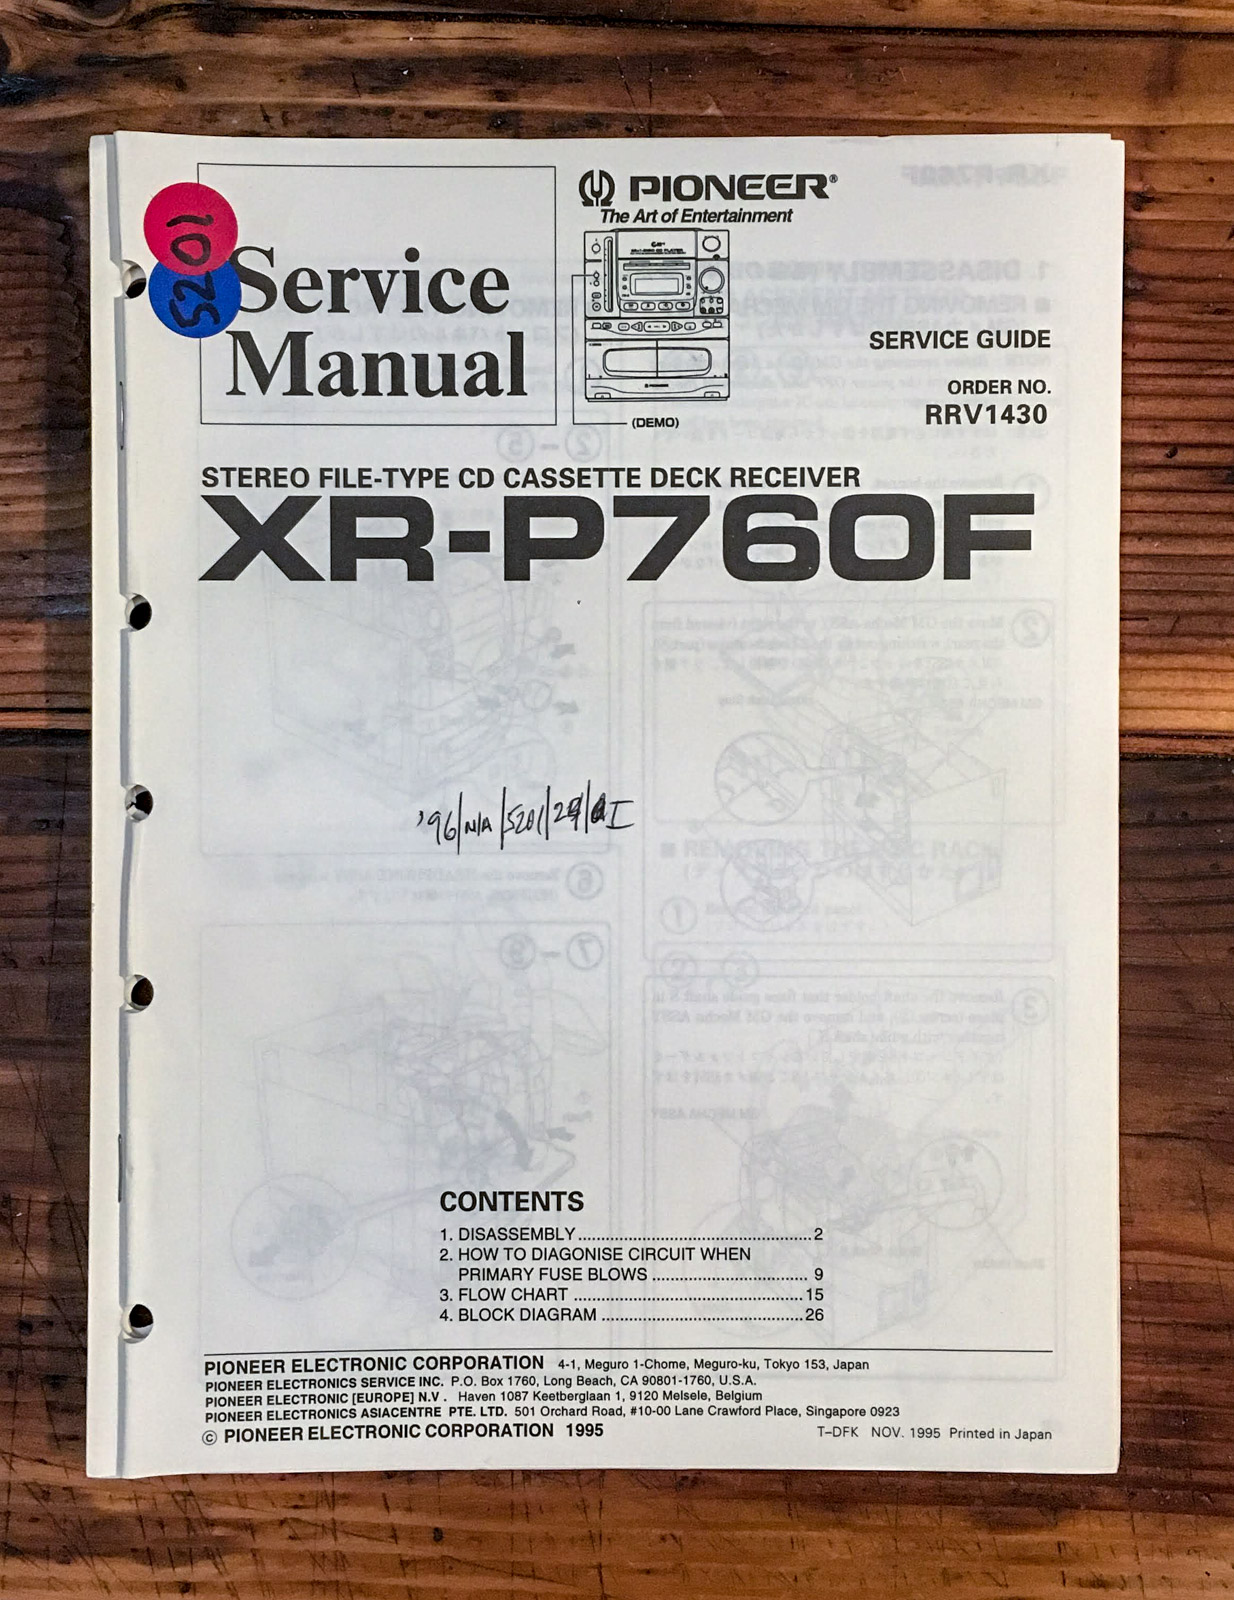 5201
Service
Manual
PIONEER®
The Art of Entertainment
(DEMO)
SERVICE GUIDE
ORDER NO.
RRV1430
STEREO FILE-TYPE CD CASSETTE DECK RECEIVER
XR-P760F
'96/N/A/5201/
CONTENTS
1. DISASSEMBLY ............ 2
2. HOW TO DIAGONISE CIRCUIT WHEN
PRIMARY FUSE BLOWS ............ 9
3. FLOW CHART ............ 15
4. BLOCK DIAGRAM ............ 26
PIONEER ELECTRONIC CORPORATION 4-1, Meguro 1-Chome, Meguro-ku, Tokyo 153, Japan
PIONEER ELECTRONICS SERVICE INC. P.O. Box 1760, Long Beach, CA 90801-1760, U.S.A.
PIONEER ELECTRONIC [EUROPE] N.V. Haven 1087 Keetberglaan 1, 9120 Melsele, Belgium
PIONEER ELECTRONICS ASIACENTRE PTE. LTD. 501 Orchard Road, #10-00 Lane Crawford Place, Singapore 0923
© PIONEER ELECTRONIC CORPORATION 1995
T–DFK NOV. 1995 Printed in Japan